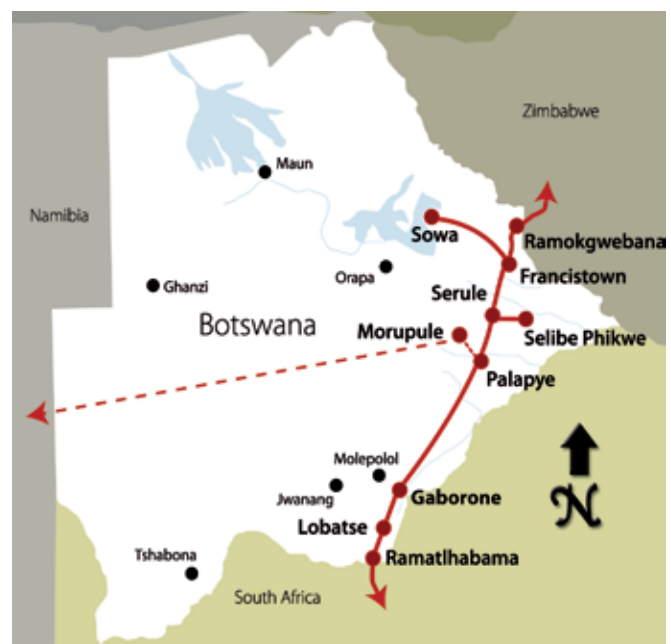 Zimbabwe
Maun
Namibia
Sowa
Ramokgwebana
Orapa
Francistown
Ghanzi
Serule
Botswana
Morupule
Selibe Phikwe
Palapye
Molepolol
Jwanang
Gaborone
Lobatse
Tshabona
Ramatlhabama
South Africa
N